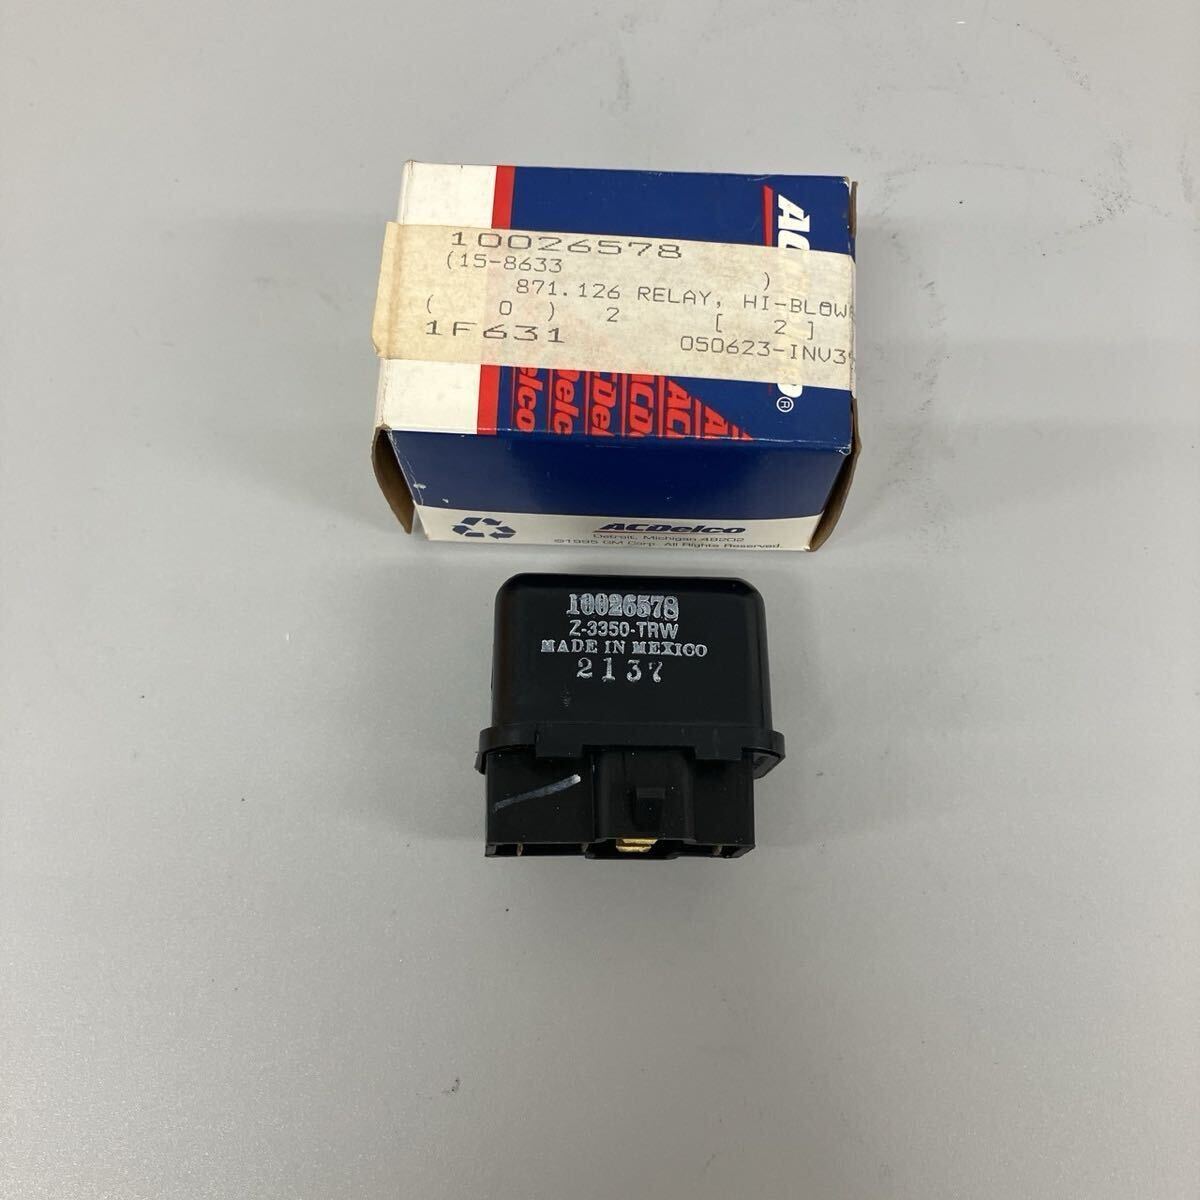 10026578
(15-8633 )
871.126 RELAY, HI-BLOW
( 0 ) 2 [ 2 ]
1F631 050623-INV3
ACDelco
Detroit, Michigan 48202
©1995 GM Corp. All Rights Reserved.
10026578
Z-3350-TRW
MADE IN MEXICO
2137